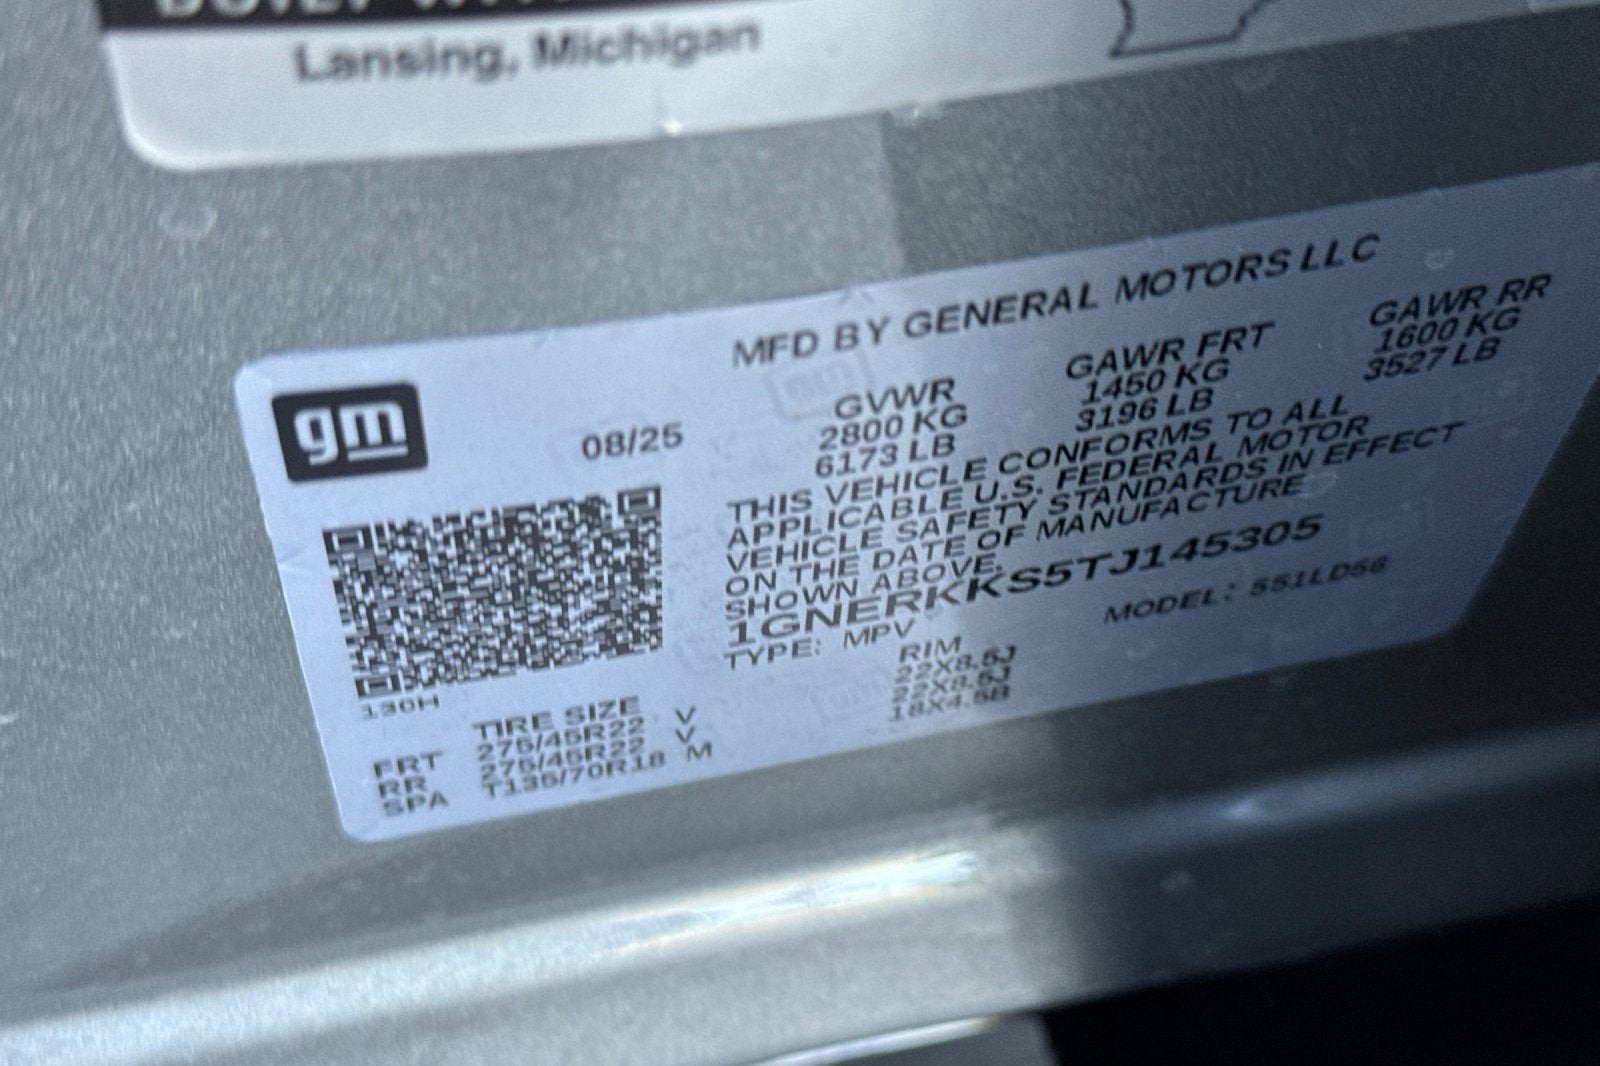 Lansing, Michigan
MFD BY GENERAL MOTORS LLC
gm
08/25
GVWR GAWR FRT GAWR RR
2800 KG 1450 KG 1600 KG
6173 LB 3196 LB 3527 LB
THIS VEHICLE CONFORMS TO ALL
APPLICABLE U.S. FEDERAL MOTOR
VEHICLE SAFETY STANDARDS IN EFFECT
ON THE DATE OF MANUFACTURE
SHOWN ABOVE.
1GNERKKS5TJ145305
TYPE: MPV MODEL: 551LD56
130H
TIRE SIZE RIM
FRT 275/45R22 V 22X8.5J
RR 275/45R22 V 22X8.5J
SPA T135/70R18 M 18X4.5B